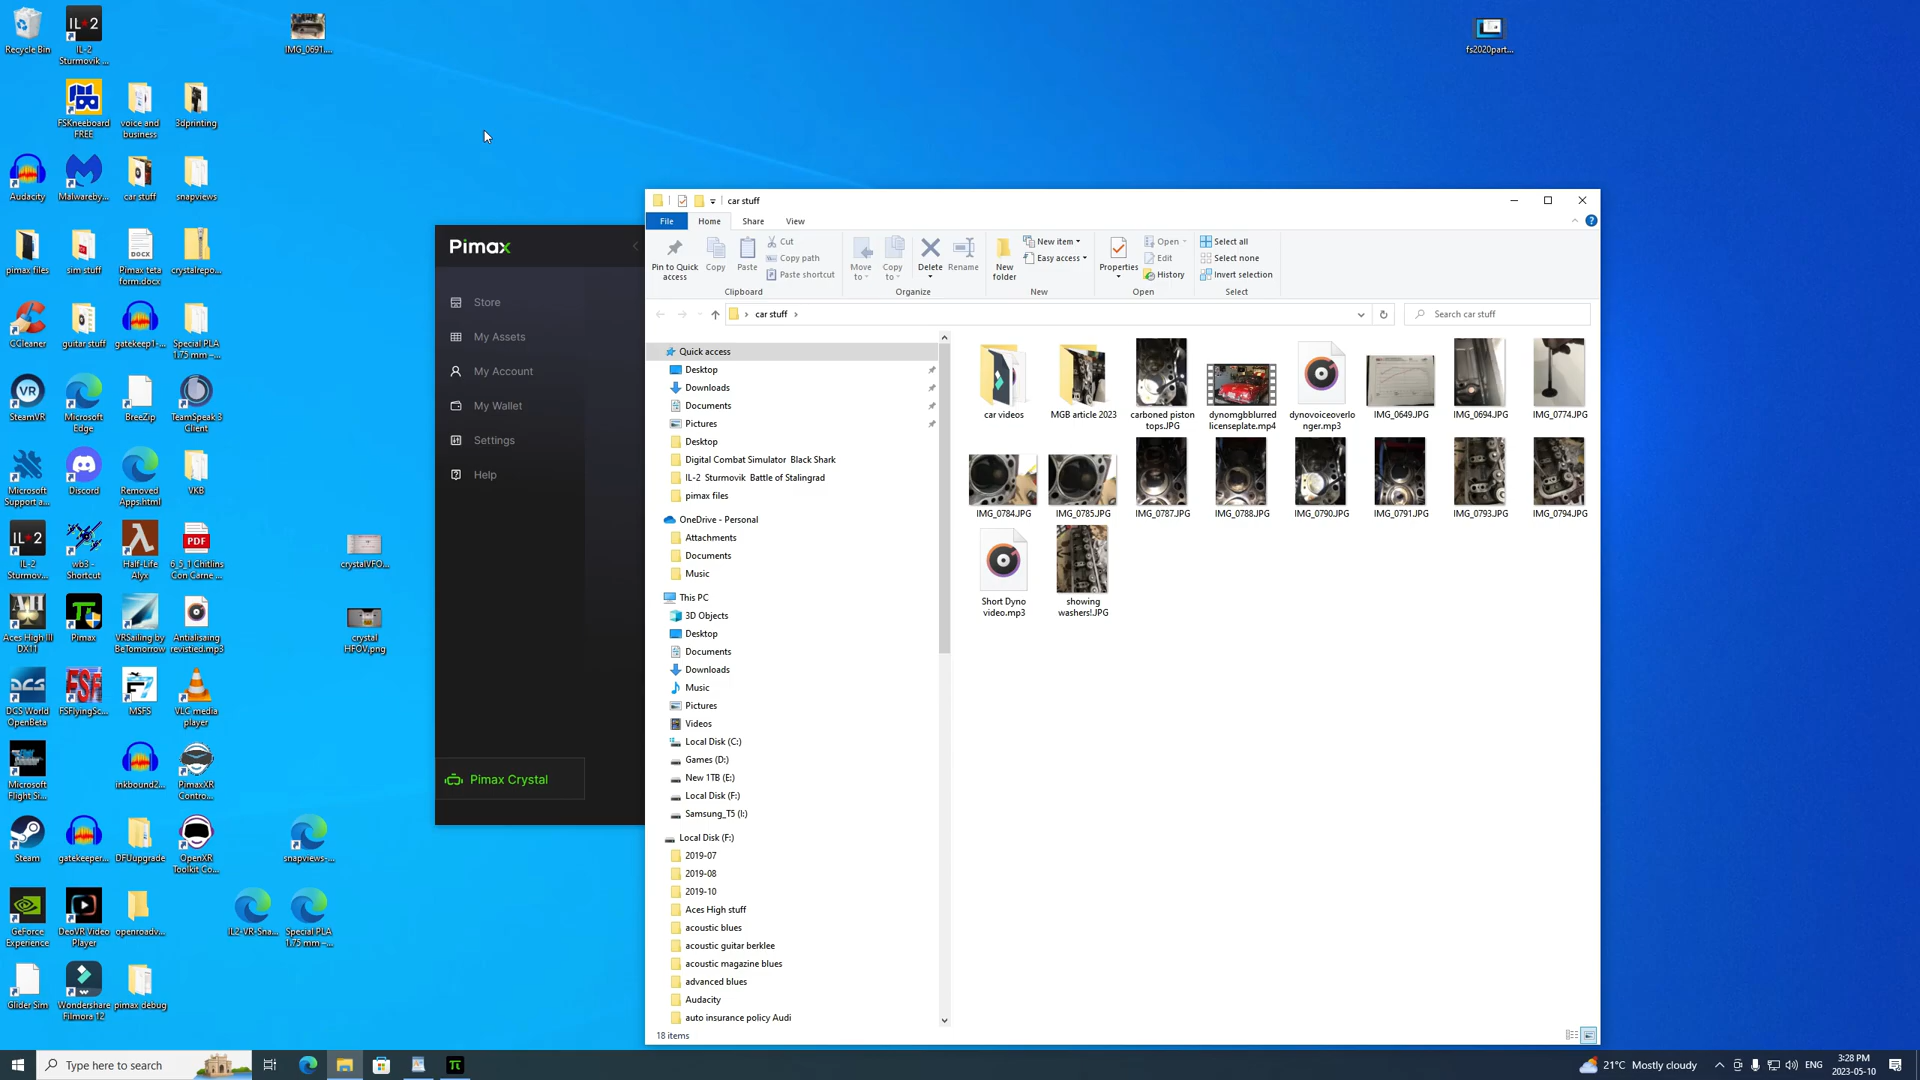 Recycle Bin
IL-2
Sturmovik ...
IMG_0691....
fs2020part...
FSKneeboard
FREE
voice and
business
3dprinting
Audacity
Malwareby...
car stuff
snapviews
pimax files
sim stuff
Pimax teta
form.docx
crystalrepo...
CCleaner
guitar stuff
gatekeep1-...
Special PLA
1.75 mm –...
SteamVR
Microsoft
Edge
BreeZip
TeamSpeak 3
Client
Microsoft
Support a...
Discord
Removed
Apps.html
VKB
IL-2
Sturmov...
wb3 -
Shortcut
Half-Life
Alyx
6_5_1 Chitlins
Con Carne ...
crystalVFO...
Aces High III
DX11
Pimax
VRSailing by
BeTomorrow
Antialisaing
revistied.mp3
crystal
HFOV.png
DCS World
OpenBeta
FSFlyingSc...
MSFS
VLC media
player
Microsoft
Flight Si...
inkbound2...
PimaxXR
Contro...
Steam
gatekeeper...
DFUupgrade
OpenXR
Toolkit Co...
snapviews-...
GeForce
Experience
DeoVR Video
Player
openroadv...
IL2-VR-Sna...
Special PLA
1.75 mm –...
Glider Sim
Wondershare
Filmora 12
pimax debug
Pimax
Store
My Assets
My Account
My Wallet
Settings
Help
Pimax Crystal
car stuff
File
Home
Share
View
Pin to Quick
access
Copy
Paste
Cut
Copy path
Paste shortcut
Clipboard
Move
to
Copy
to
Delete
Rename
Organize
New
folder
New item
Easy access
New
Properties
Open
Edit
History
Open
Select all
Select none
Invert selection
Select
car stuff
Search car stuff
Quick access
Desktop
Downloads
Documents
Pictures
Desktop
Digital Combat Simulator Black Shark
IL-2 Sturmovik Battle of Stalingrad
pimax files
OneDrive - Personal
Attachments
Documents
Music
This PC
3D Objects
Desktop
Documents
Downloads
Music
Pictures
Videos
Local Disk (C:)
Games (D:)
New 1TB (E:)
Local Disk (F:)
Samsung_T5 (I:)
Local Disk (F:)
2019-07
2019-08
2019-10
Aces High stuff
acoustic blues
acoustic guitar berklee
acoustic magazine blues
advanced blues
Audacity
auto insurance policy Audi
car videos
MGB article 2023
carboned piston
tops.JPG
dynomgbblurred
licenseplate.mp4
dynovoiceoverlo
nger.mp3
IMG_0649.JPG
IMG_0694.JPG
IMG_0774.JPG
IMG_0784.JPG
IMG_0785.JPG
IMG_0787.JPG
IMG_0788.JPG
IMG_0790.JPG
IMG_0791.JPG
IMG_0793.JPG
IMG_0794.JPG
Short Dyno
video.mp3
showing
washers!.JPG
18 items
Type here to search
21°C Mostly cloudy
ENG
3:28 PM
2023-05-10